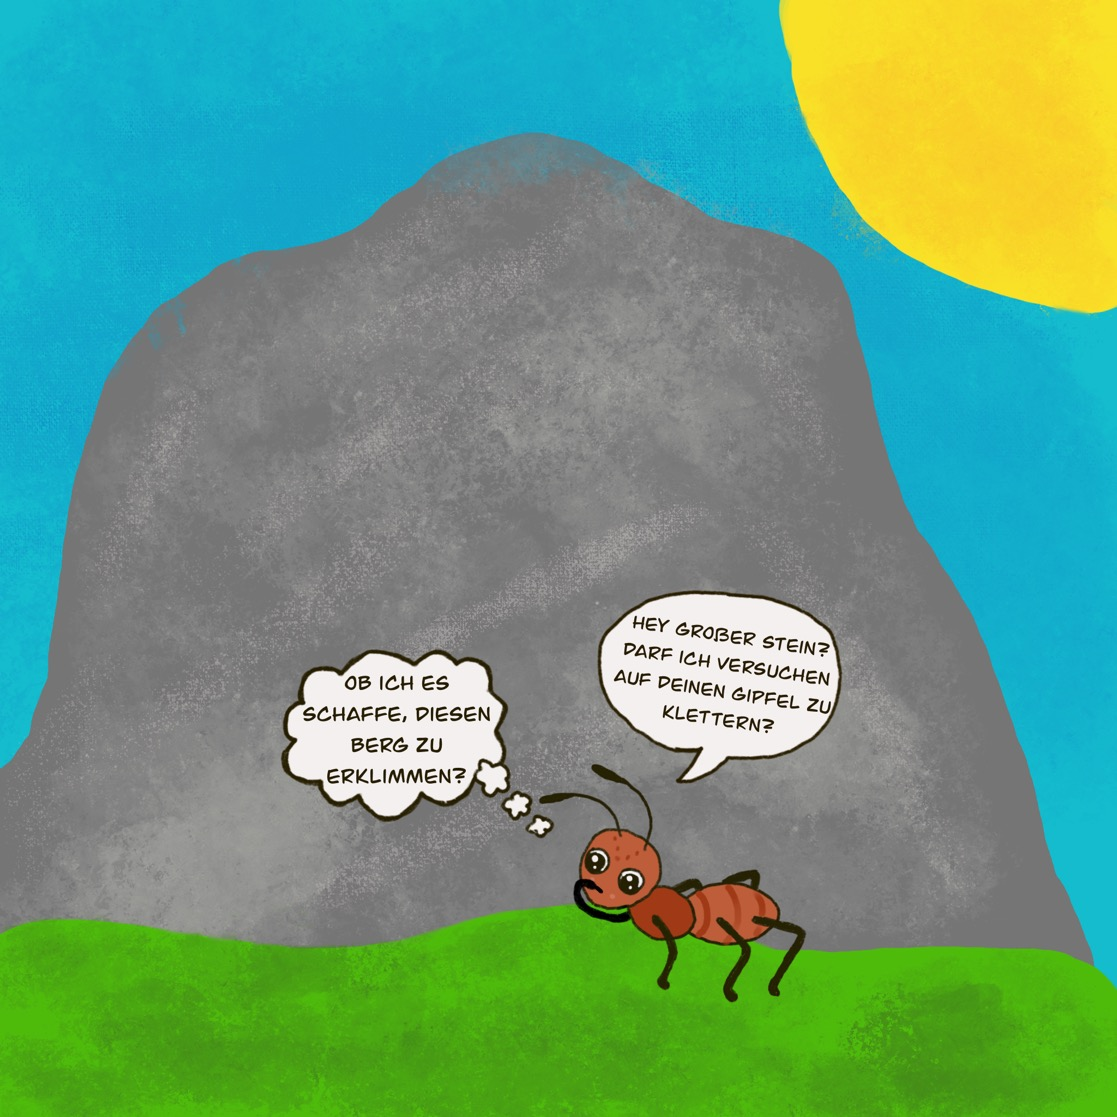 OB ICH ES
SCHAFFE, DIESEN
BERG ZU
ERKLIMMEN?
HEY GROßER STEIN?
DARF ICH VERSUCHEN
AUF DEINEN GIPFEL ZU
KLETTERN?